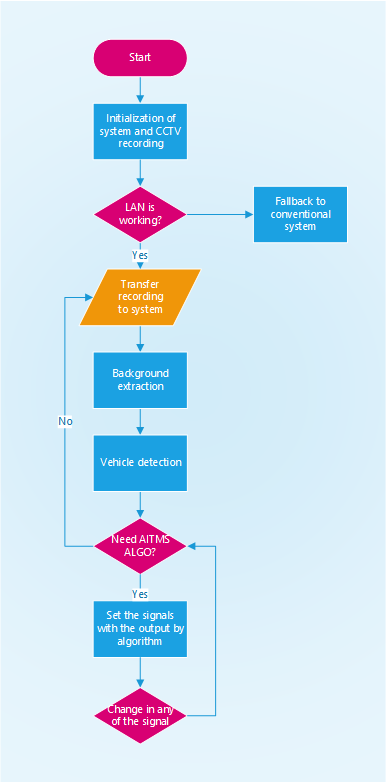 Start
Initialization of
system and CCTV
recording
LAN is
working?
Fallback to
conventional
system
Yes
Transfer
recording
to system
Background
extraction
No
Vehicle detection
Need AITMS
ALGO?
Yes
Set the signals
with the output by
algorithm
Change in any
of the signal